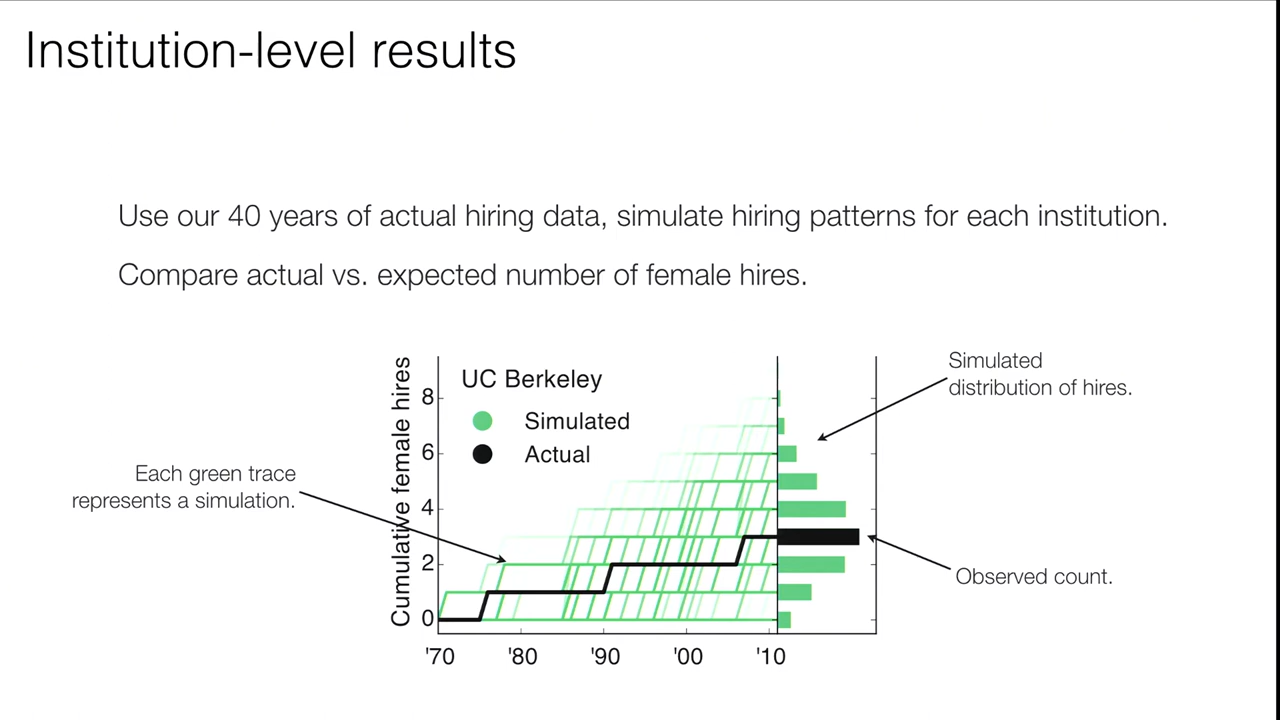 Institution-level results
Use our 40 years of actual hiring data, simulate hiring patterns for each institution.
Compare actual vs. expected number of female hires.
Each green trace
represents a simulation.
Cumulative female hires
8
6
4
2
0
UC Berkeley
Simulated
Actual
'70
'80
'90
'00
'10
Simulated
distribution of hires.
Observed count.